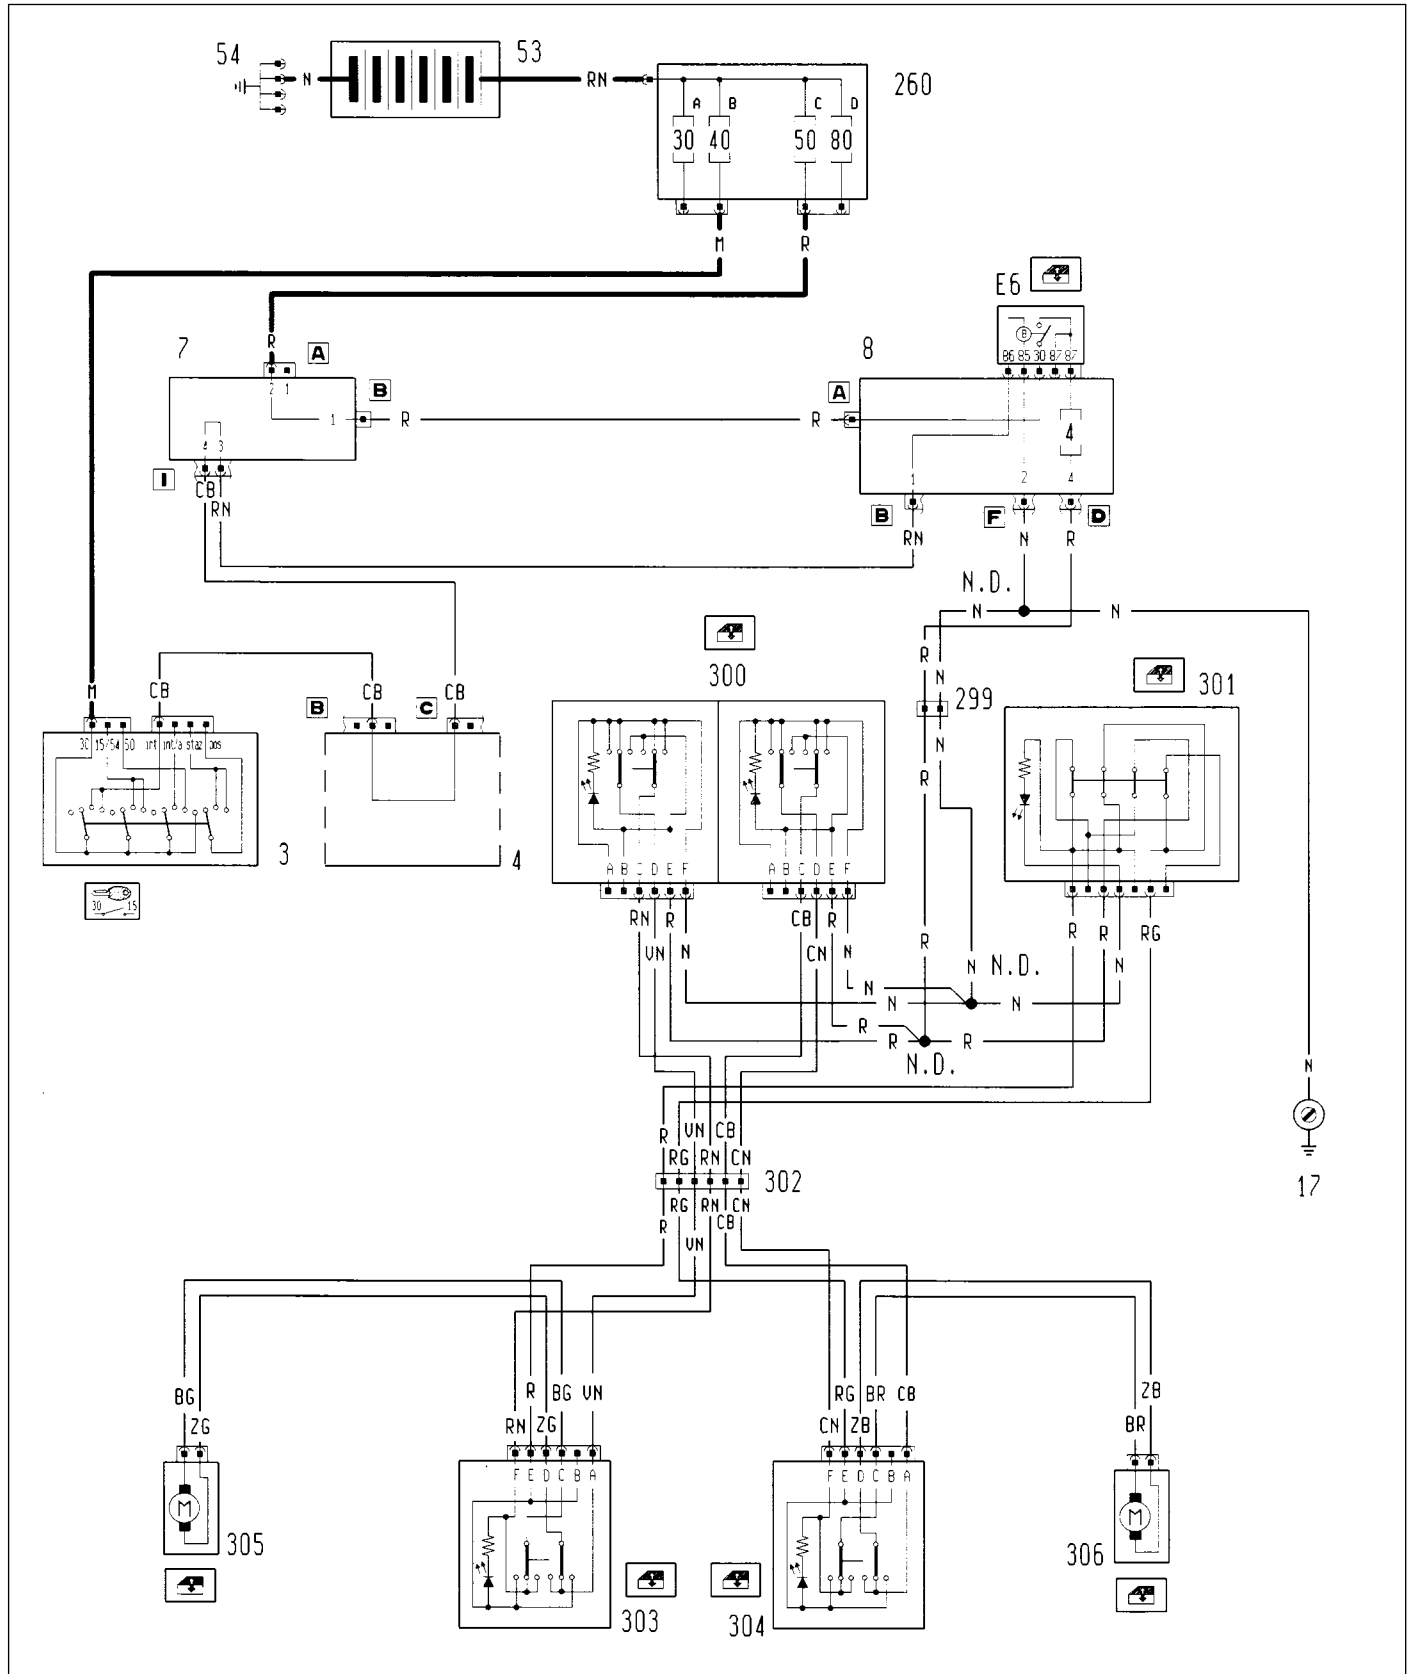 54
53
N
RN
260
A B C D
30 40 50 80
M R
E6
7
R
A
8
B
86 85 30 87 87
2 1
B
A
1
R
R
4
4 3
1 2 4
I
CB
RN
B F D
RN N R
N.D.
N N
300
R
N
M CB
B CB C CB
299
301
30 15/54 50 int int/a staz pos
N
R
3
4
A B C D E F
A B C D E F
30 15
RN R CB R
VN N CN N
R
R R RG
N
N N.D.
N
N N
R
R R
N.D.
N
R VN CB
RG RN CN
302
17
RG RN CN
R CB
VN
BG
R BG VN
RG BR CB
ZB
ZG
RN ZG
CN ZB
BR
F E D C B A
F E D C B A
M
M
305
306
303
304